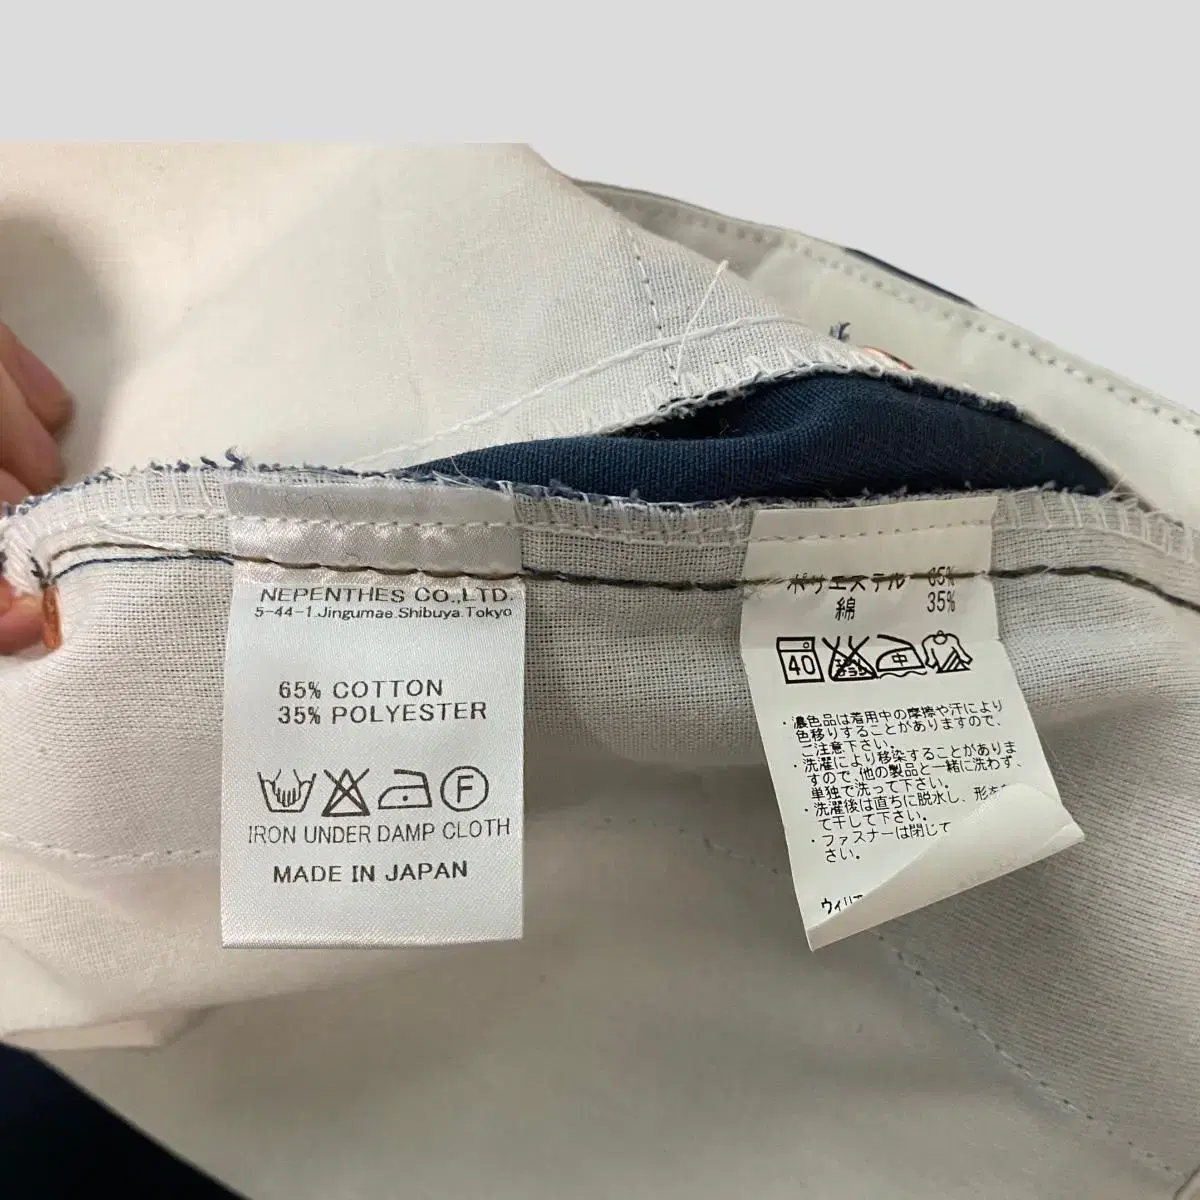 NEPENTHES CO.,LTD.
5-44-1.Jingumae.Shibuya.Tokyo
65% COTTON
35% POLYESTER
F
IRON UNDER DAMP CLOTH
MADE IN JAPAN
ポリエステル 65%
綿 35%
40 エンソ サラシ 中
・濃色品は着用中の摩擦や汗により
色移りすることがありますので、
ご注意下さい。
・洗濯により移染することがありま
すので、他の製品と一緒に洗わず、
単独で洗って下さい。
・洗濯後は直ちに脱水し、形を
て干して下さい。
・ファスナーは閉じて
さい。